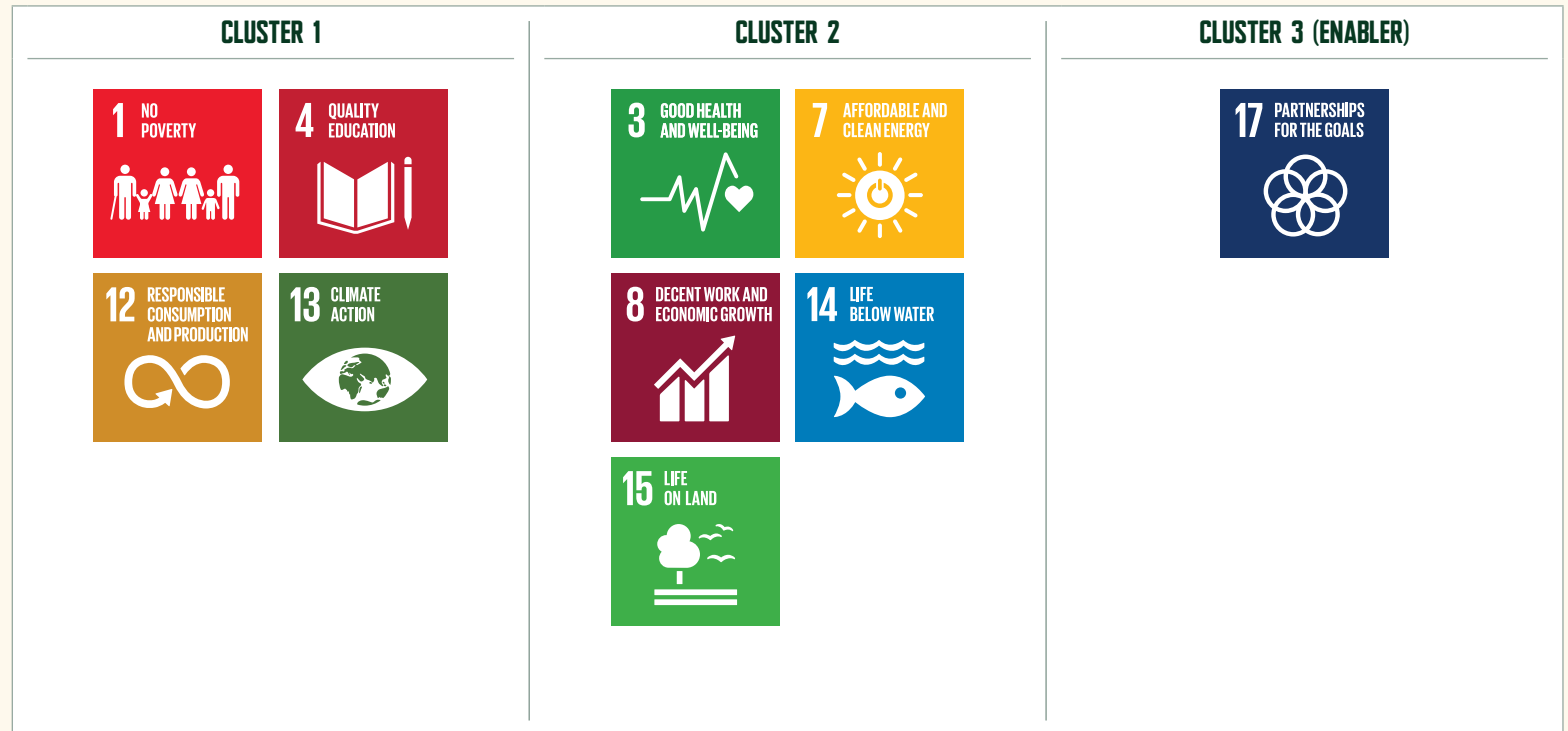 CLUSTER 1
1 NO
POVERTY
4 QUALITY
EDUCATION
12 RESPONSIBLE
CONSUMPTION
AND PRODUCTION
13 CLIMATE
ACTION
CLUSTER 2
3 GOOD HEALTH
AND WELL-BEING
7 AFFORDABLE AND
CLEAN ENERGY
8 DECENT WORK AND
ECONOMIC GROWTH
14 LIFE
BELOW WATER
15 LIFE
ON LAND
CLUSTER 3 (ENABLER)
17 PARTNERSHIPS
FOR THE GOALS